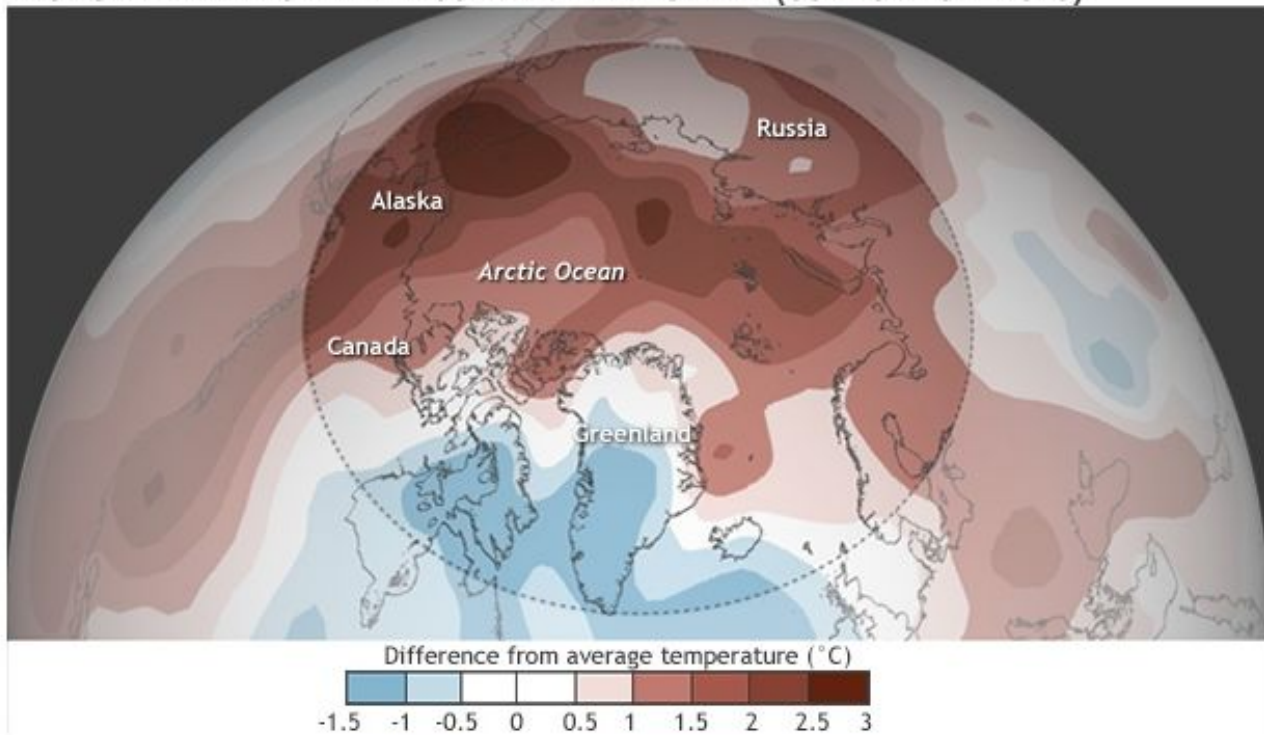 Russia
Alaska
Arctic Ocean
Canada
Greenland
Difference from average temperature (°C)
-1.5 -1 -0.5 0 0.5 1 1.5 2 2.5 3